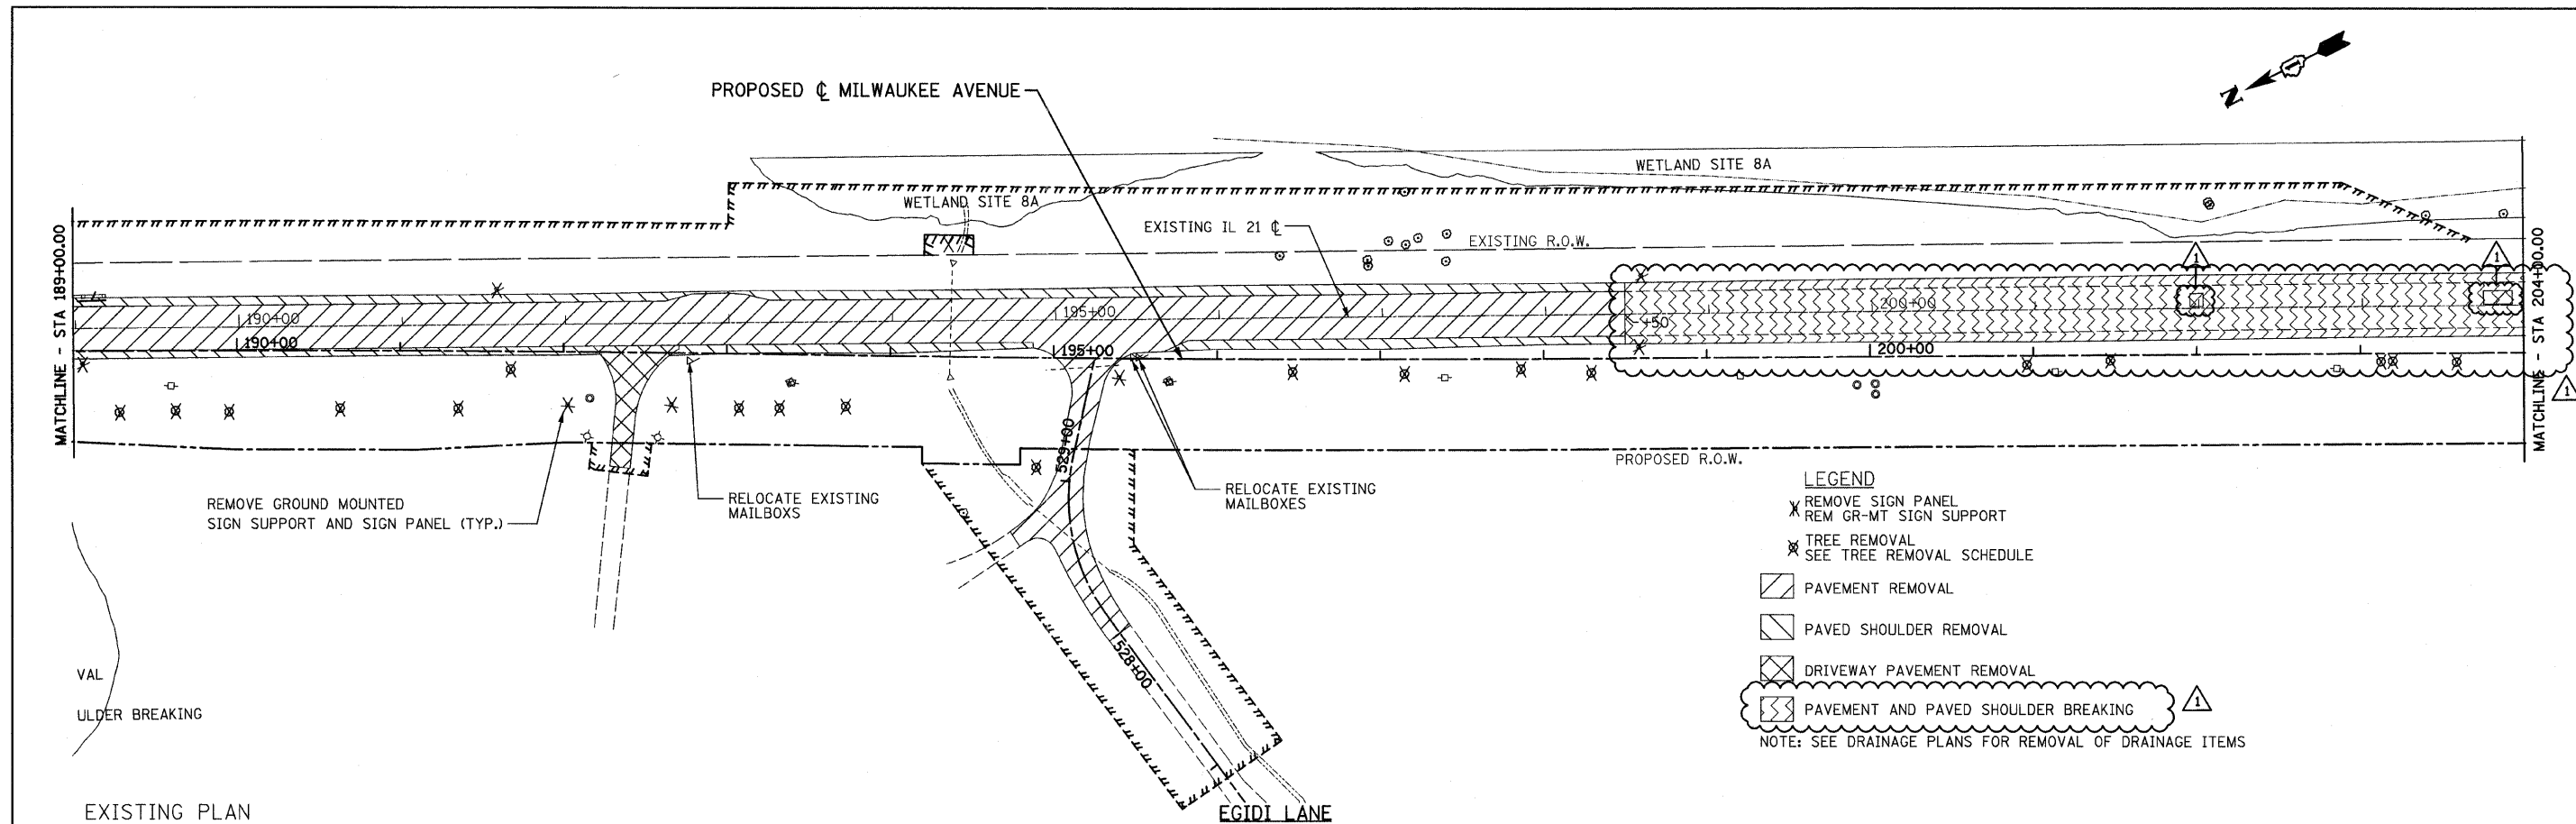 PROPOSED ℄ MILWAUKEE AVENUE
N
WETLAND SITE 8A
WETLAND SITE 8A
EXISTING IL 21 ℄
EXISTING R.O.W.
MATCHLINE - STA 189+00.00
MATCHLINE - STA 204+00.00
1
1
190+00
195+00
200+00
+50
190+00
195+00
200+00
1
529+00
528+00
PROPOSED R.O.W.
REMOVE GROUND MOUNTED
SIGN SUPPORT AND SIGN PANEL (TYP.)
RELOCATE EXISTING
MAILBOXS
RELOCATE EXISTING
MAILBOXES
LEGEND
REMOVE SIGN PANEL
REM GR-MT SIGN SUPPORT
TREE REMOVAL
SEE TREE REMOVAL SCHEDULE
PAVEMENT REMOVAL
PAVED SHOULDER REMOVAL
DRIVEWAY PAVEMENT REMOVAL
PAVEMENT AND PAVED SHOULDER BREAKING
1
NOTE: SEE DRAINAGE PLANS FOR REMOVAL OF DRAINAGE ITEMS
VAL
ULDER BREAKING
EXISTING PLAN
EGIDI LANE